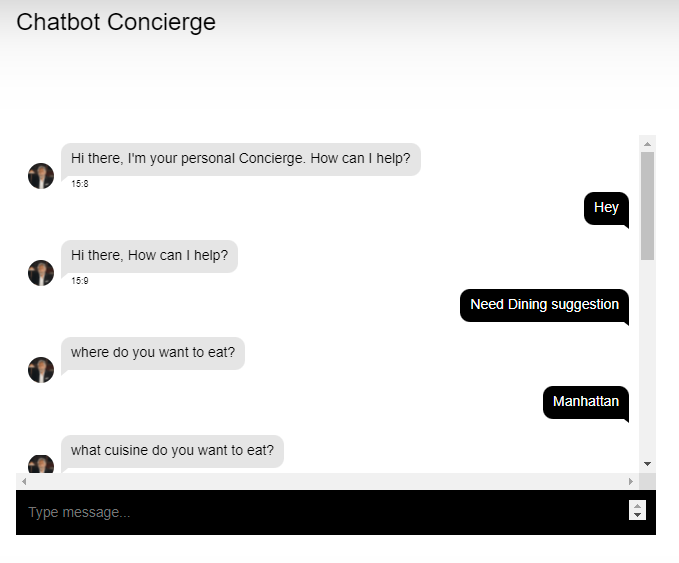 Chatbot Concierge
Hi there, I'm your personal Concierge. How can I help?
15:8
Hey
Hi there, How can I help?
15:9
Need Dining suggestion
where do you want to eat?
Manhattan
what cuisine do you want to eat?
Type message...